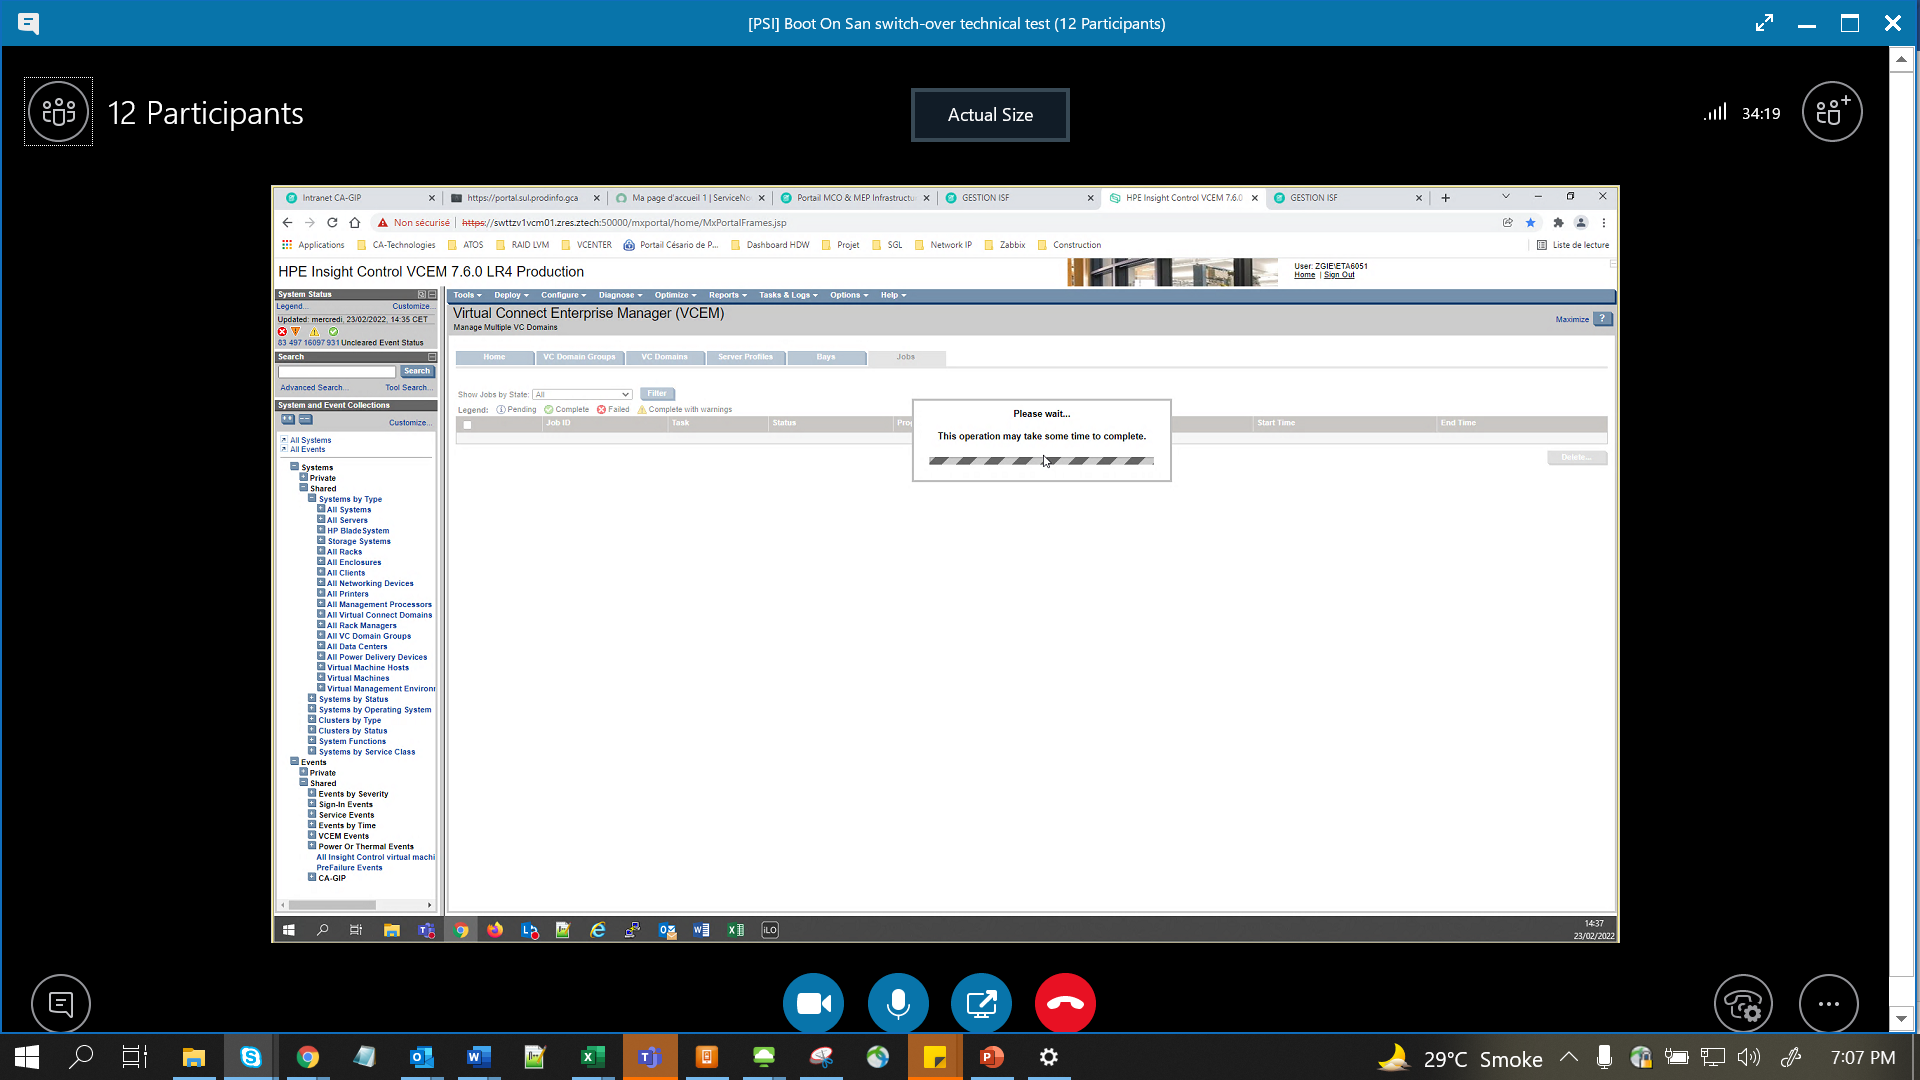 [PSI] Boot On San switch-over technical test (12 Participants)
12 Participants
Actual Size
34:19
Intranet CA-GIP
https://portal.sul.prodinfo.gca
Ma page d'accueil 1 | ServiceNo
Portail MCO & MEP Infrastructu
GESTION ISF
HPE Insight Control VCEM 7.6.0
GESTION ISF
Non sécurisé
https://swttzv1vcm01.zres.ztech:50000/mxportal/home/MxPortalFrames.jsp
Applications
CA-Technologies
ATOS
RAID LVM
VCENTER
Portail Césario de P...
Dashboard HDW
Projet
SGL
Network IP
Zabbix
Construction
Liste de lecture
HPE Insight Control VCEM 7.6.0 LR4 Production
User: ZGIE\ETA6051
Home | Sign Out
System Status
Legend...
Customize...
Updated: mercredi, 23/02/2022, 14:35 CET
83 497 16097 931 Uncleared Event Status
Search
Search
Advanced Search...
Tool Search...
System and Event Collections
Customize...
All Systems
All Events
Systems
Private
Shared
Systems by Type
All Systems
All Servers
HP BladeSystem
Storage Systems
All Racks
All Enclosures
All Clients
All Networking Devices
All Printers
All Management Processors
All Virtual Connect Domains
All Rack Managers
All VC Domain Groups
All Data Centers
All Power Delivery Devices
Virtual Machine Hosts
Virtual Machines
Virtual Management Environr
Systems by Status
Systems by Operating System
Clusters by Type
Clusters by Status
System Functions
Systems by Service Class
Events
Private
Shared
Events by Severity
Sign-In Events
Service Events
Events by Time
VCEM Events
Power Or Thermal Events
All Insight Control virtual machi
PreFailure Events
CA-GIP
Tools Deploy Configure Diagnose Optimize Reports Tasks & Logs Options Help
Virtual Connect Enterprise Manager (VCEM)
Manage Multiple VC Domains
Maximize ?
Home VC Domain Groups VC Domains Server Profiles Bays Jobs
Show Jobs by State: All Filter
Legend: Pending Complete Failed Complete with warnings
Job ID Task Status Prog Start Time End Time
Delete...
Please wait...
This operation may take some time to complete.
iLO
14:37
23/02/2022
29°C Smoke
7:07 PM